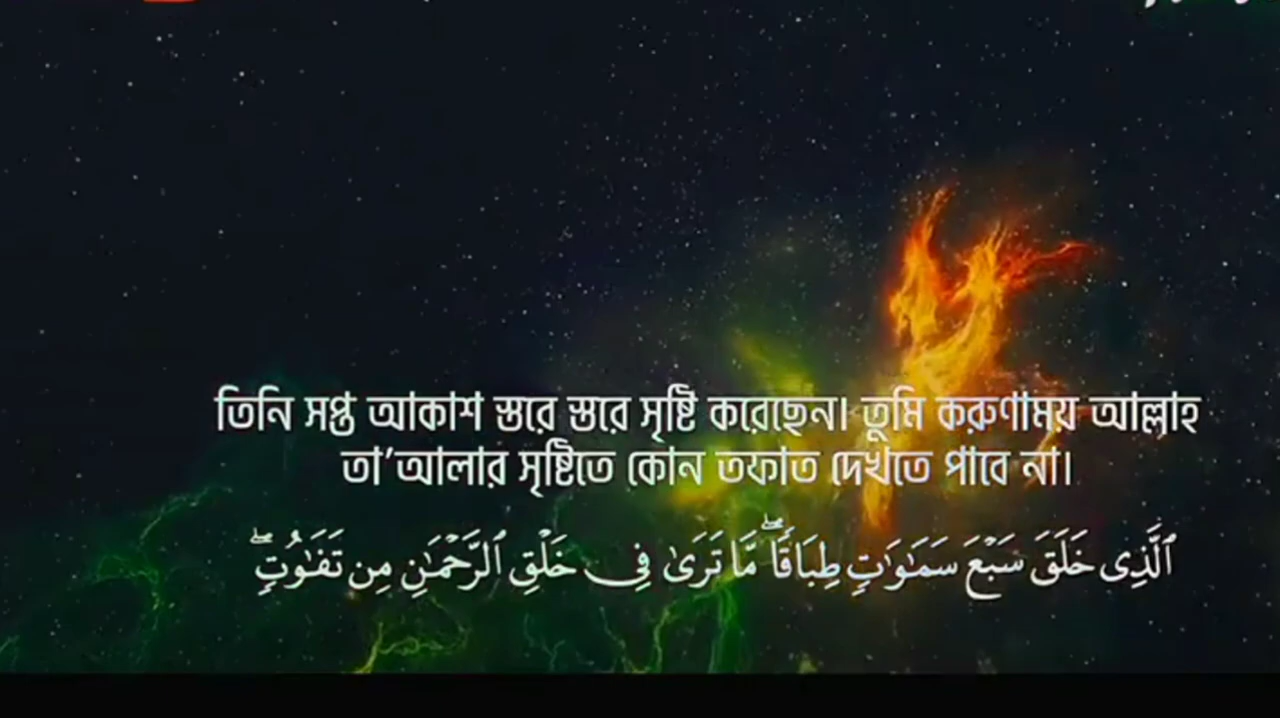 তিনি সপ্ত আকাশ স্তরে স্তরে সৃষ্টি করেছেন। তুমি করুণাময় আল্লাহ
তা’আলার সৃষ্টিতে কোন তফাত দেখতে পাবে না।
ٱلَّذِى خَلَقَ سَبْعَ سَمَـٰوَٰتٍ طِبَاقًا ۖ مَّا تَرَىٰ فِى خَلْقِ ٱلرَّحْمَـٰنِ مِن تَفَـٰوُتٍ ۖ